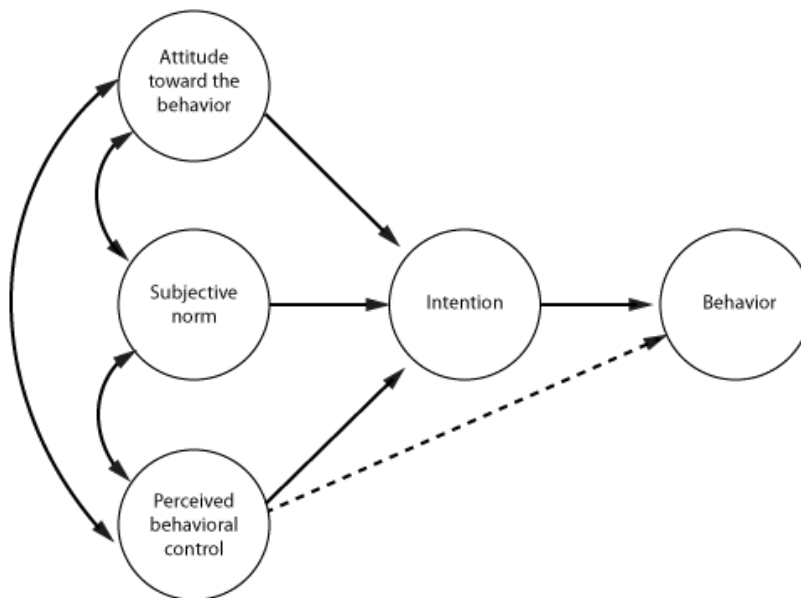 Attitude
toward the
behavior
Subjective
norm
Intention
Behavior
Perceived
behavioral
control